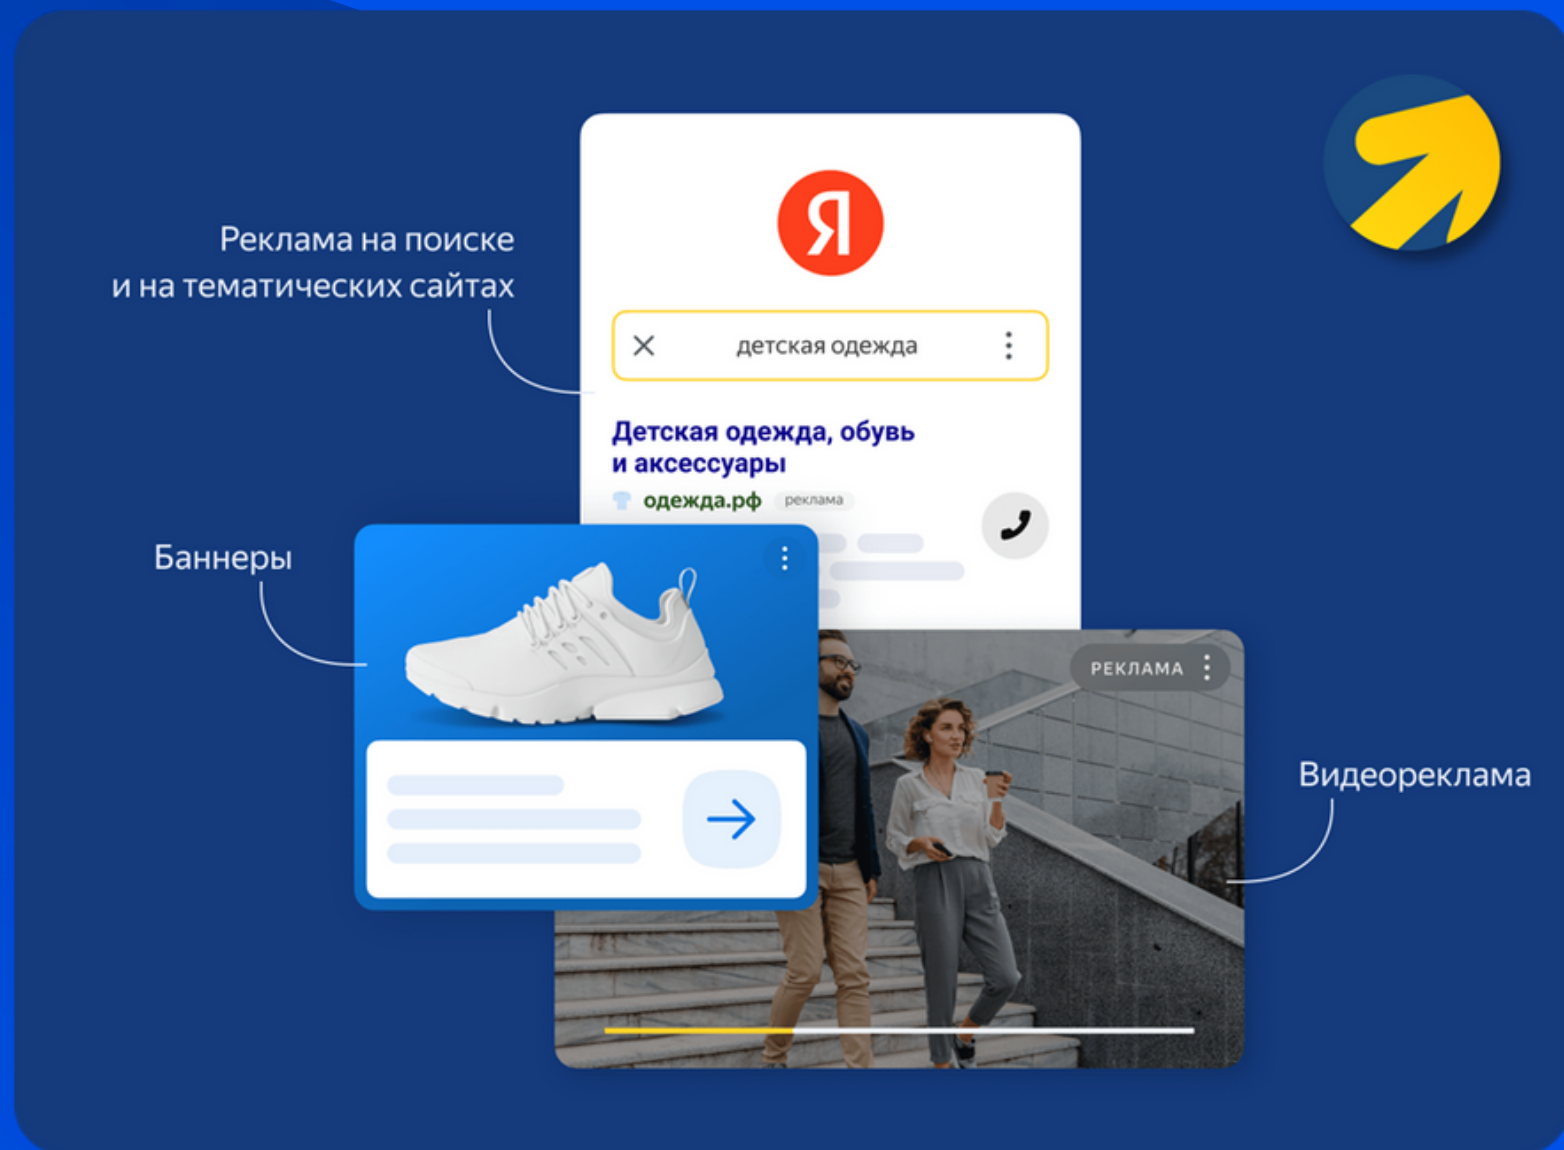 Реклама на поиске
и на тематических сайтах
Я
детская одежда
Детская одежда, обувь
и аксессуары
одежда.рф реклама
Баннеры
РЕКЛАМА
Видеореклама